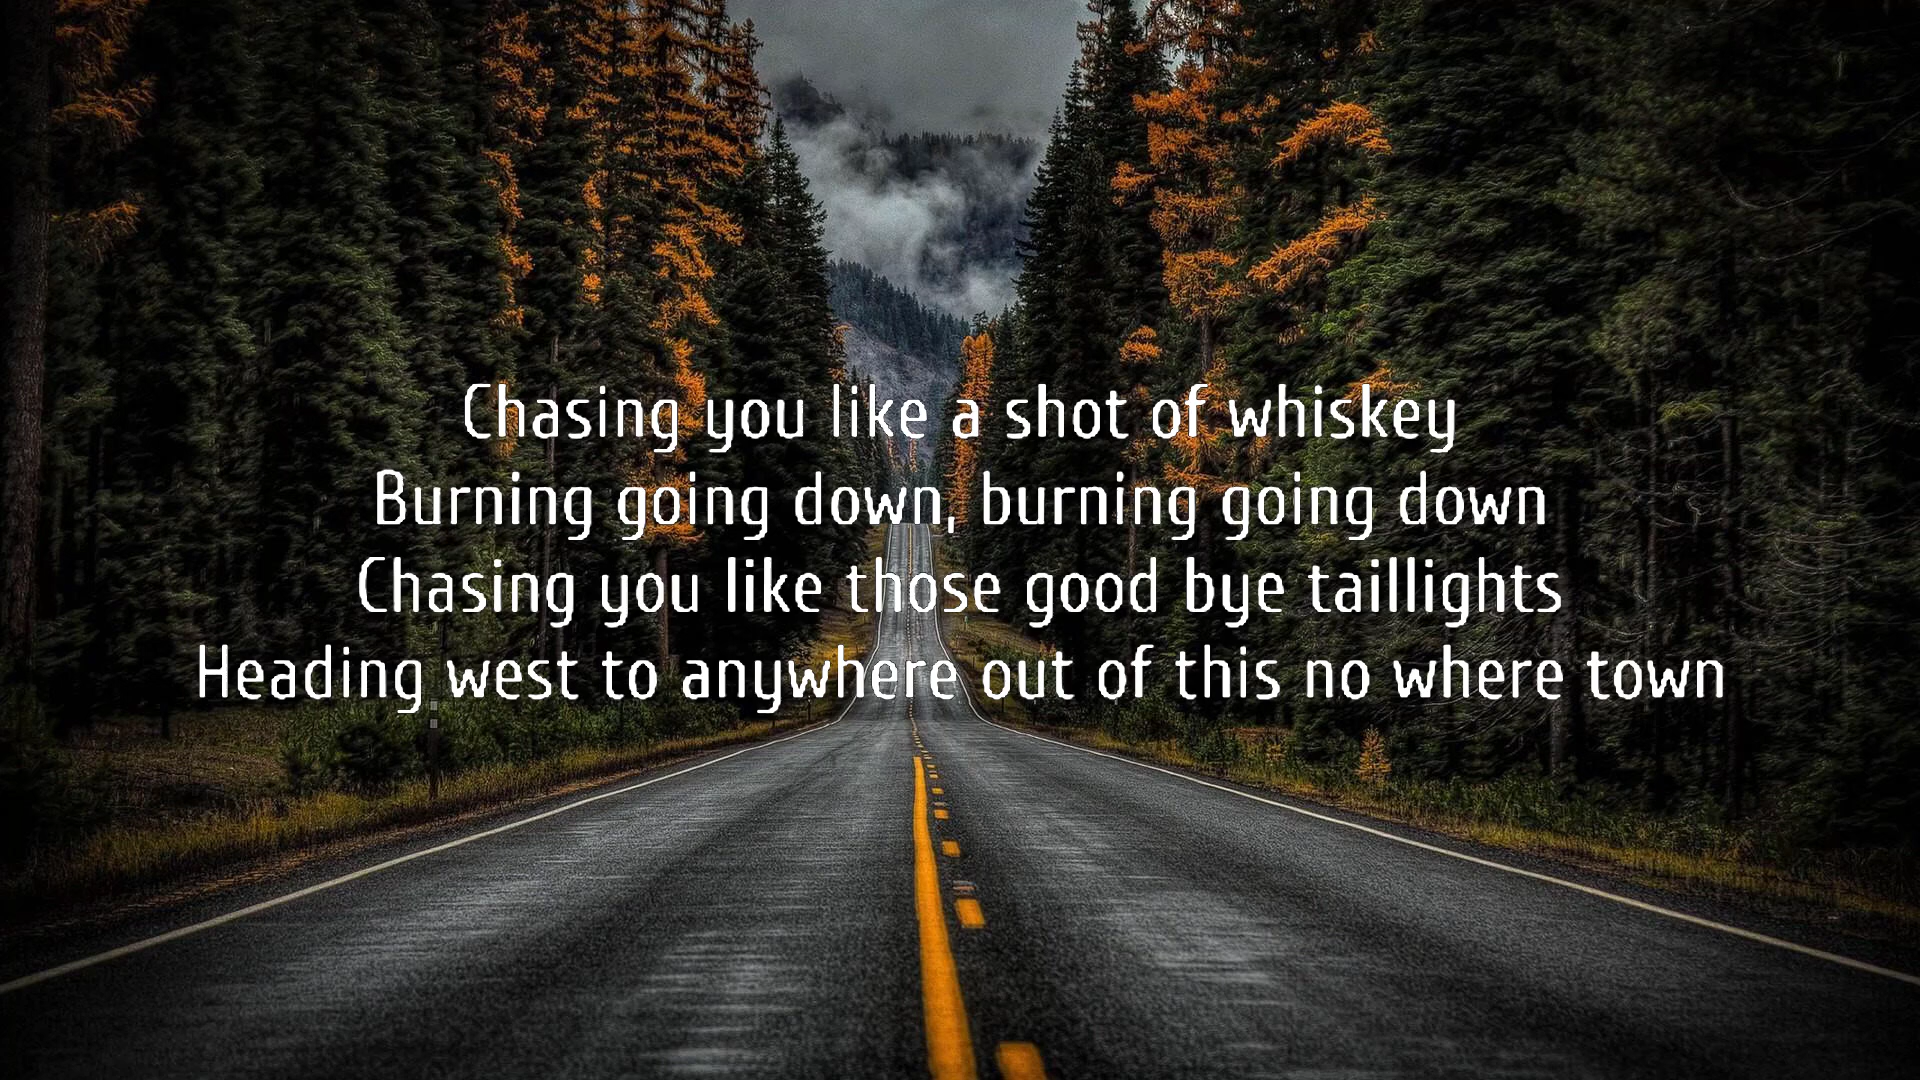 Chasing you like a shot of whiskey
Burning going down, burning going down
Chasing you like those good bye taillights
Heading west to anywhere out of this no where town